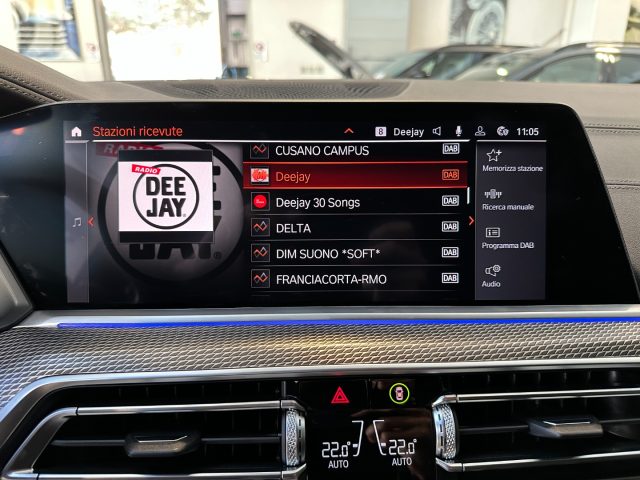 Stazioni ricevute
8 Deejay 11:05
RADIO
DEE
JAY
CUSANO CAMPUS DAB
Deejay DAB
Deejay 30 Songs DAB
DELTA DAB
DIM SUONO *SOFT* DAB
FRANCIACORTA-RMO DAB
Memorizza stazione
Ricerca manuale
Programma DAB
Audio
22.0° 22.0°
AUTO AUTO